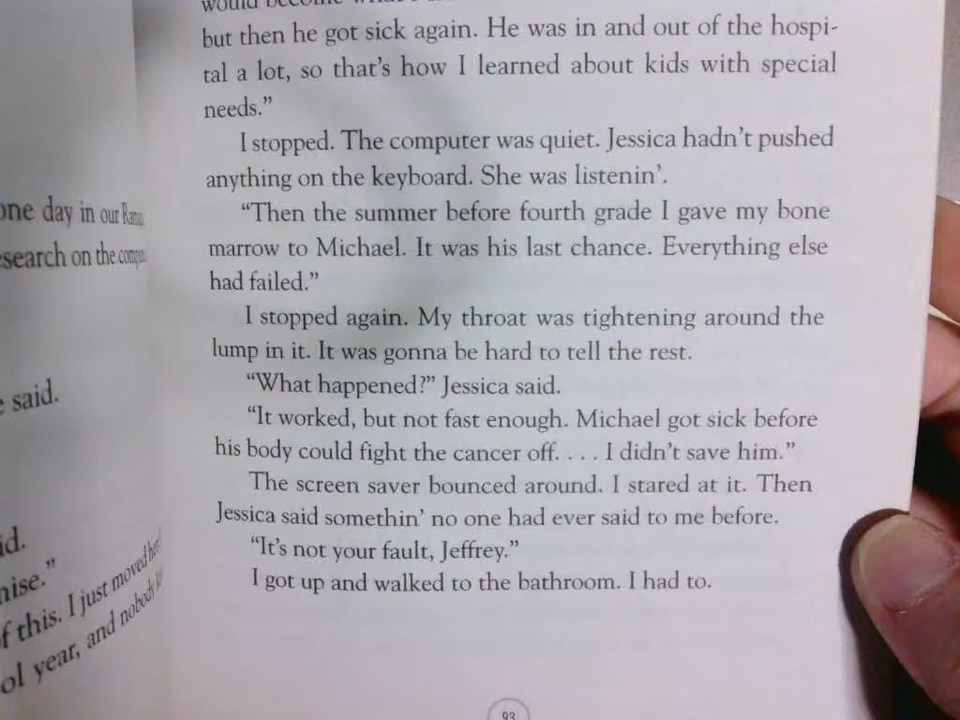 one day in our
search on the
said.
id.
nise."
f this. I just moved
ol year, and nobody
would become
but then he got sick again. He was in and out of the hospi-
tal a lot, so that's how I learned about kids with special
needs."
I stopped. The computer was quiet. Jessica hadn't pushed
anything on the keyboard. She was listenin'.
"Then the summer before fourth grade I gave my bone
marrow to Michael. It was his last chance. Everything else
had failed."
I stopped again. My throat was tightening around the
lump in it. It was gonna be hard to tell the rest.
"What happened?" Jessica said.
"It worked, but not fast enough. Michael got sick before
his body could fight the cancer off. . . . I didn't save him."
The screen saver bounced around. I stared at it. Then
Jessica said somethin' no one had ever said to me before.
"It's not your fault, Jeffrey."
I got up and walked to the bathroom. I had to.
93